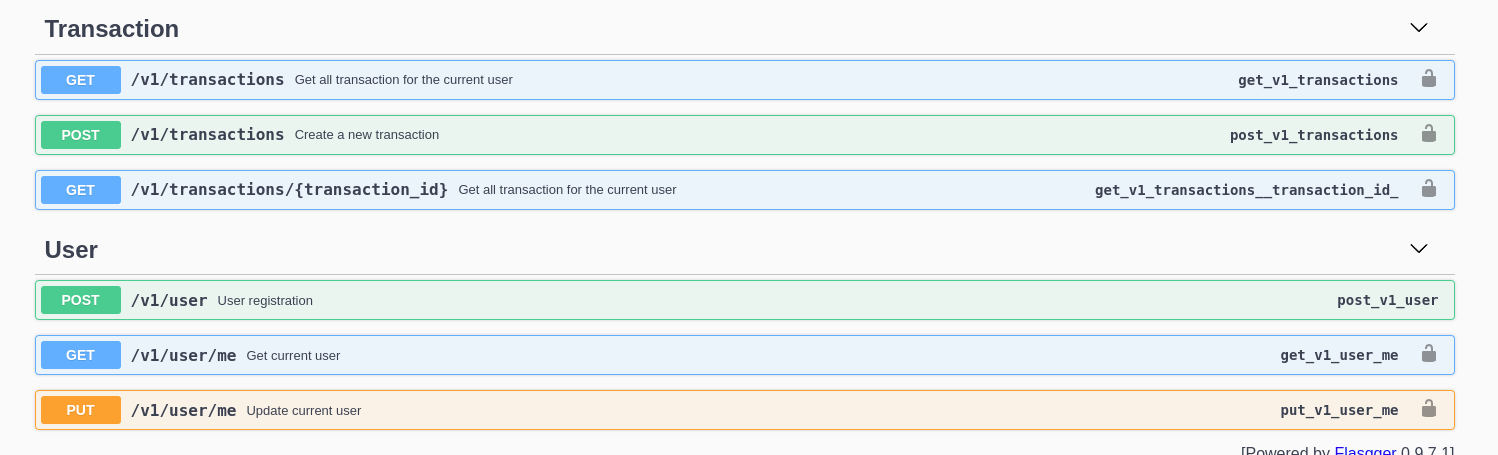 Transaction
GET /v1/transactions Get all transaction for the current user get_v1_transactions
POST /v1/transactions Create a new transaction post_v1_transactions
GET /v1/transactions/{transaction_id} Get all transaction for the current user get_v1_transactions__transaction_id_
User
POST /v1/user User registration post_v1_user
GET /v1/user/me Get current user get_v1_user_me
PUT /v1/user/me Update current user put_v1_user_me
[Powered by Flasgger 0.9.7.1]